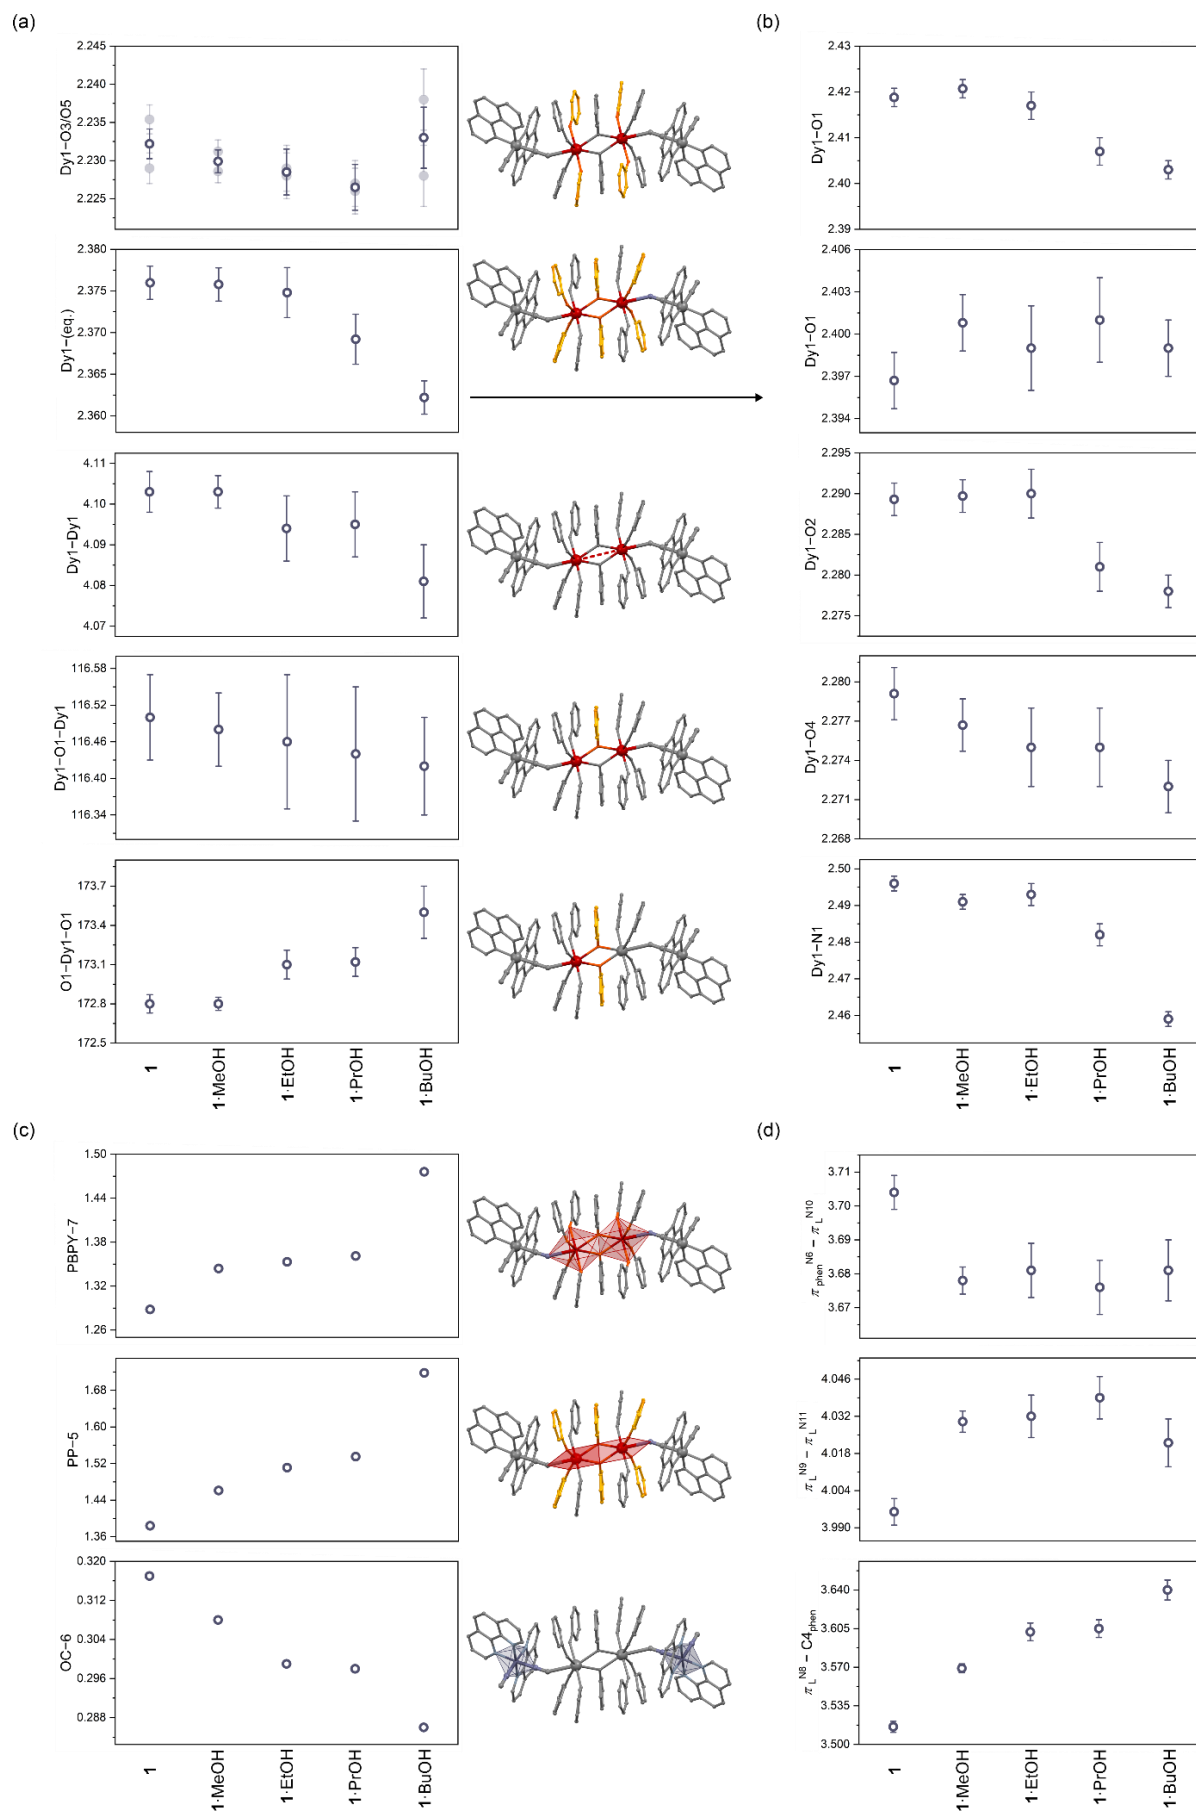 (a)
2.245
2.240
2.235
2.230
2.225
Dy1–O3/O5
2.380
2.375
2.370
2.365
2.360
Dy1–(eq.)
4.11
4.10
4.09
4.08
4.07
Dy1–Dy1
116.58
116.52
116.46
116.40
116.34
Dy1–O1–Dy1
173.7
173.4
173.1
172.8
172.5
O1–Dy1–O1
1
1·MeOH
1·EtOH
1·PrOH
1·BuOH
(b)
2.43
2.42
2.41
2.40
2.39
Dy1–O1
2.406
2.403
2.400
2.397
2.394
Dy1–O1
2.295
2.290
2.285
2.280
2.275
Dy1–O2
2.280
2.277
2.274
2.271
2.268
Dy1–O4
2.50
2.49
2.48
2.47
2.46
Dy1–N1
1
1·MeOH
1·EtOH
1·PrOH
1·BuOH
(c)
1.50
1.44
1.38
1.32
1.26
PBPY–7
1.68
1.60
1.52
1.44
1.36
PP–5
0.320
0.312
0.304
0.296
0.288
OC–6
1
1·MeOH
1·EtOH
1·PrOH
1·BuOH
(d)
3.71
3.70
3.69
3.68
3.67
π phen N6 – π L N10
4.046
4.032
4.018
4.004
3.990
π L N9 – π L N11
3.640
3.605
3.570
3.535
3.500
π L N8 – C4phen
1
1·MeOH
1·EtOH
1·PrOH
1·BuOH